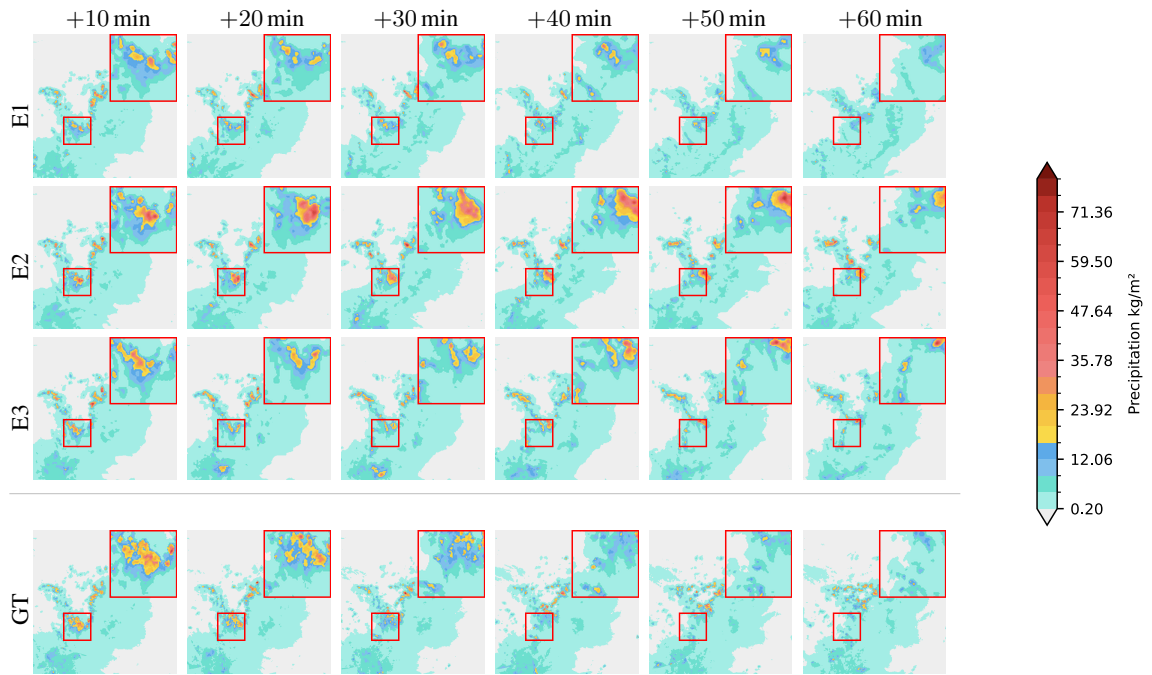 +10 min +20 min +30 min +40 min +50 min +60 min
E1
E2
E3
GT
71.36
59.50
47.64
35.78
23.92
12.06
0.20
Precipitation kg/m²